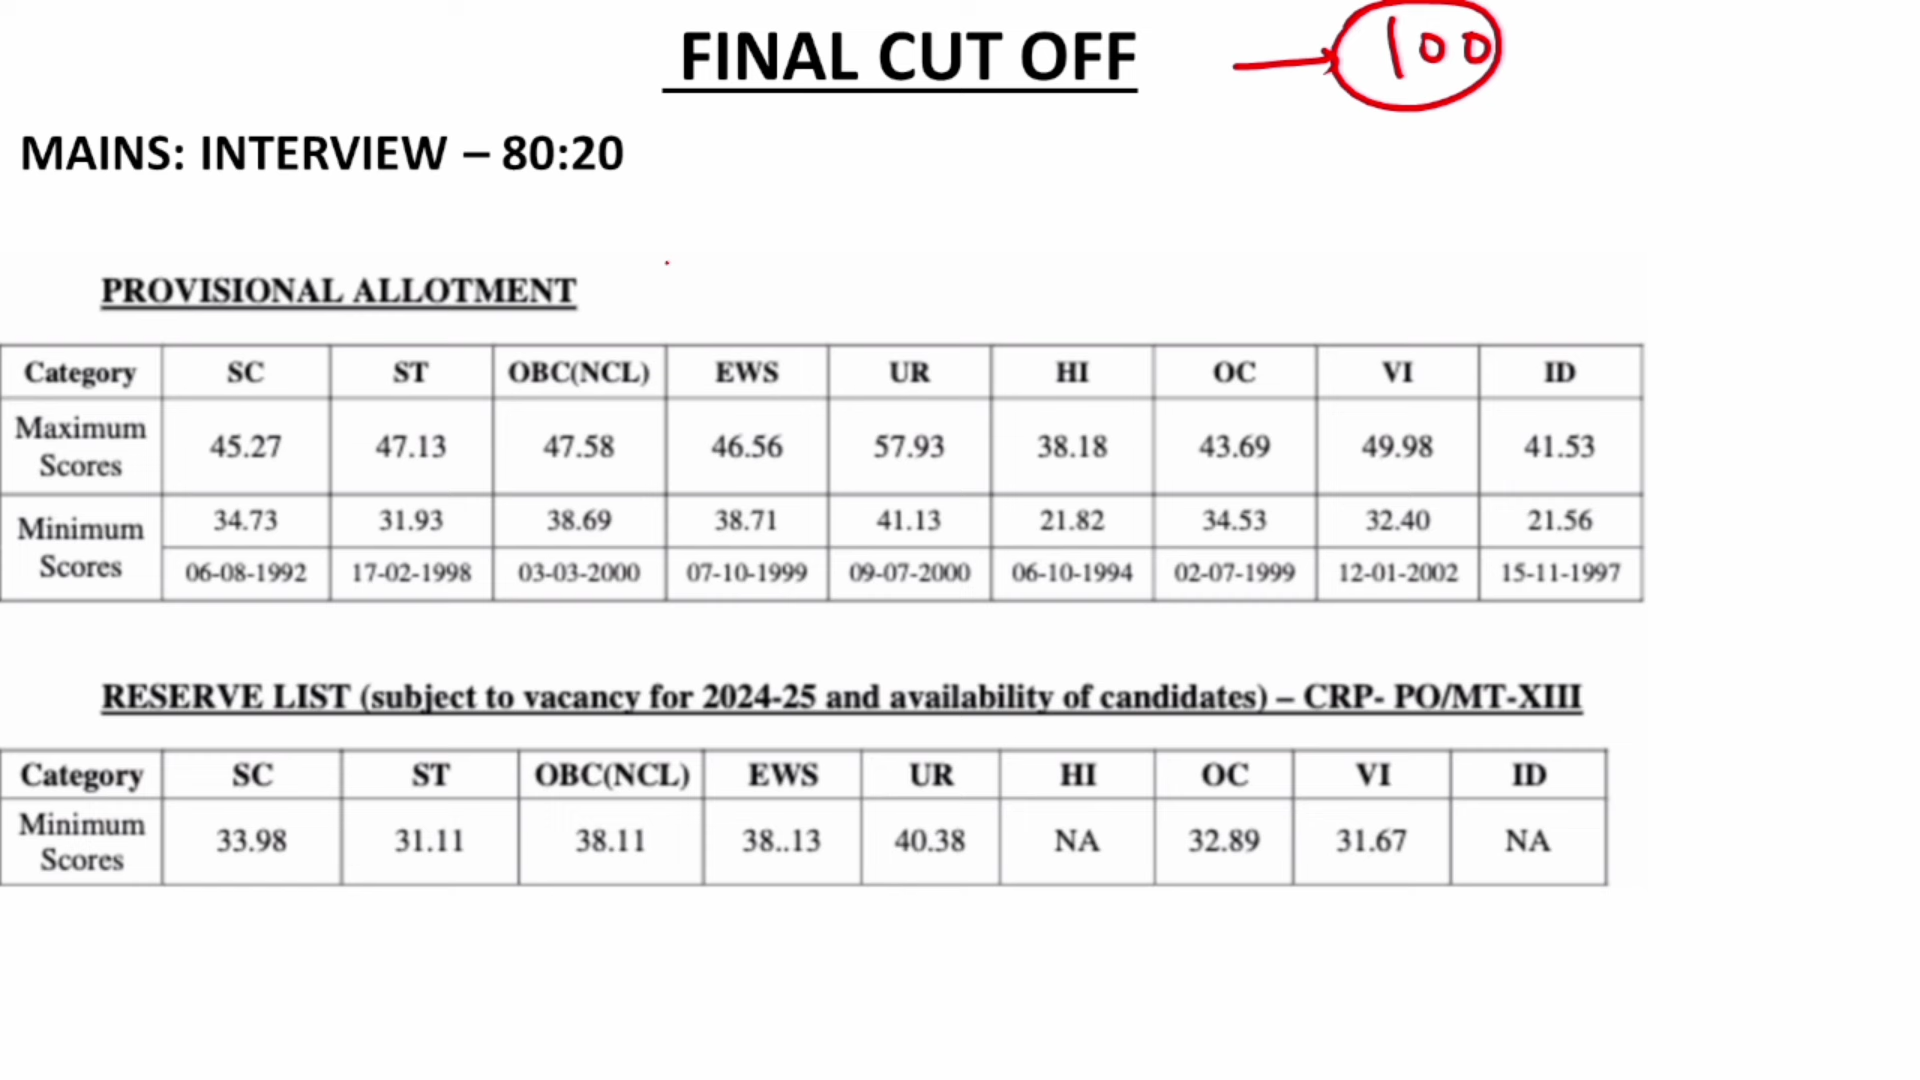 FINAL CUT OFF → 100
MAINS: INTERVIEW – 80:20
PROVISIONAL ALLOTMENT
Category SC ST OBC(NCL) EWS UR HI OC VI ID
Maximum Scores 45.27 47.13 47.58 46.56 57.93 38.18 43.69 49.98 41.53
Minimum Scores 34.73 31.93 38.69 38.71 41.13 21.82 34.53 32.40 21.56
06-08-1992 17-02-1998 03-03-2000 07-10-1999 09-07-2000 06-10-1994 02-07-1999 12-01-2002 15-11-1997
RESERVE LIST (subject to vacancy for 2024-25 and availability of candidates) – CRP- PO/MT-XIII
Category SC ST OBC(NCL) EWS UR HI OC VI ID
Minimum Scores 33.98 31.11 38.11 38..13 40.38 NA 32.89 31.67 NA